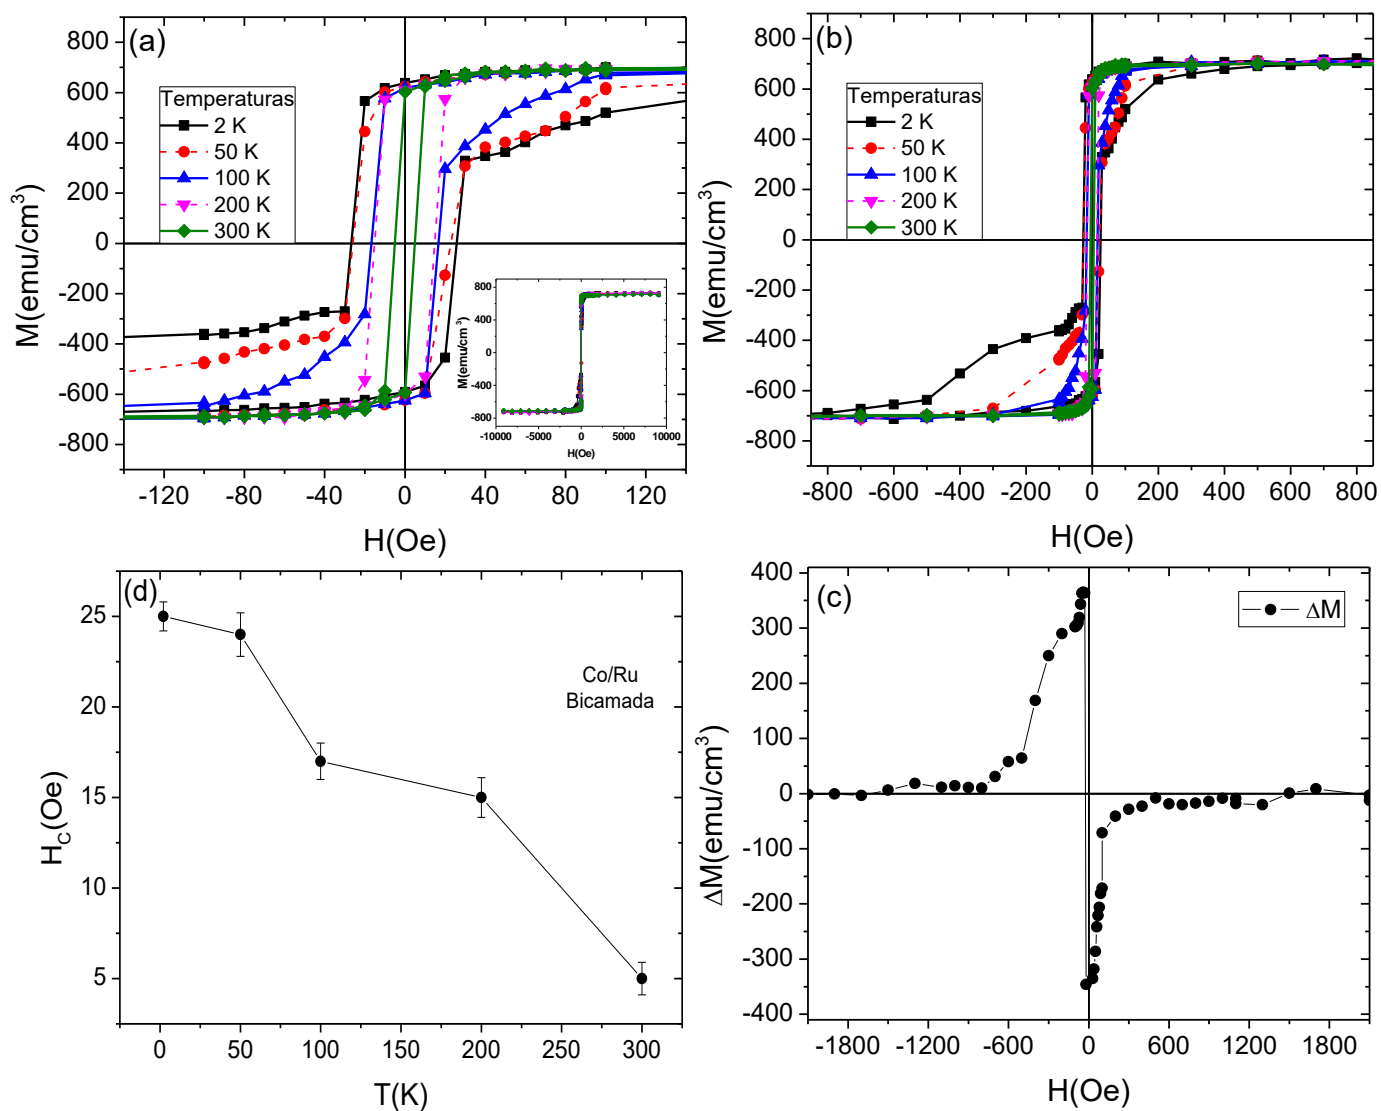 (a)
800
600
400
200
0
-200
-400
-600
-800
M(emu/cm³)
Temperaturas
2 K
50 K
100 K
200 K
300 K
800
400
0
-400
-800
M(emu/cm³)
-10000 -5000 0 5000 10000
H(Oe)
-120 -80 -40 0 40 80 120
H(Oe)
(b)
800
600
400
200
0
-200
-400
-600
-800
M(emu/cm³)
Temperaturas
2 K
50 K
100 K
200 K
300 K
-800 -600 -400 -200 0 200 400 600 800
H(Oe)
(d)
25
20
15
10
5
H_C(Oe)
Co/Ru
Bicamada
0 50 100 150 200 250 300
T(K)
(c)
400
300
200
100
0
-100
-200
-300
-400
ΔM(emu/cm³)
ΔM
-1800 -1200 -600 0 600 1200 1800
H(Oe)